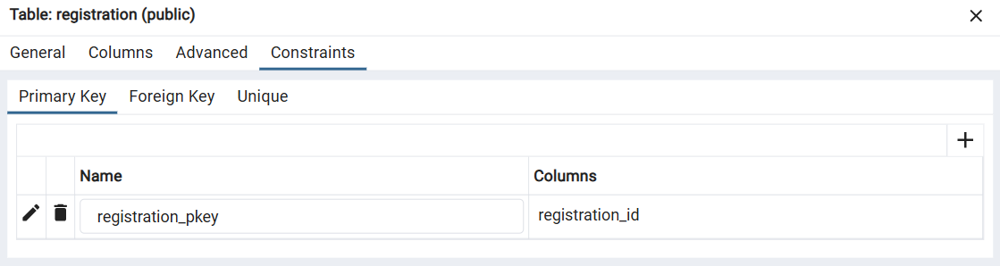 Table: registration (public)
General Columns Advanced Constraints
Primary Key Foreign Key Unique
Name Columns
registration_pkey registration_id